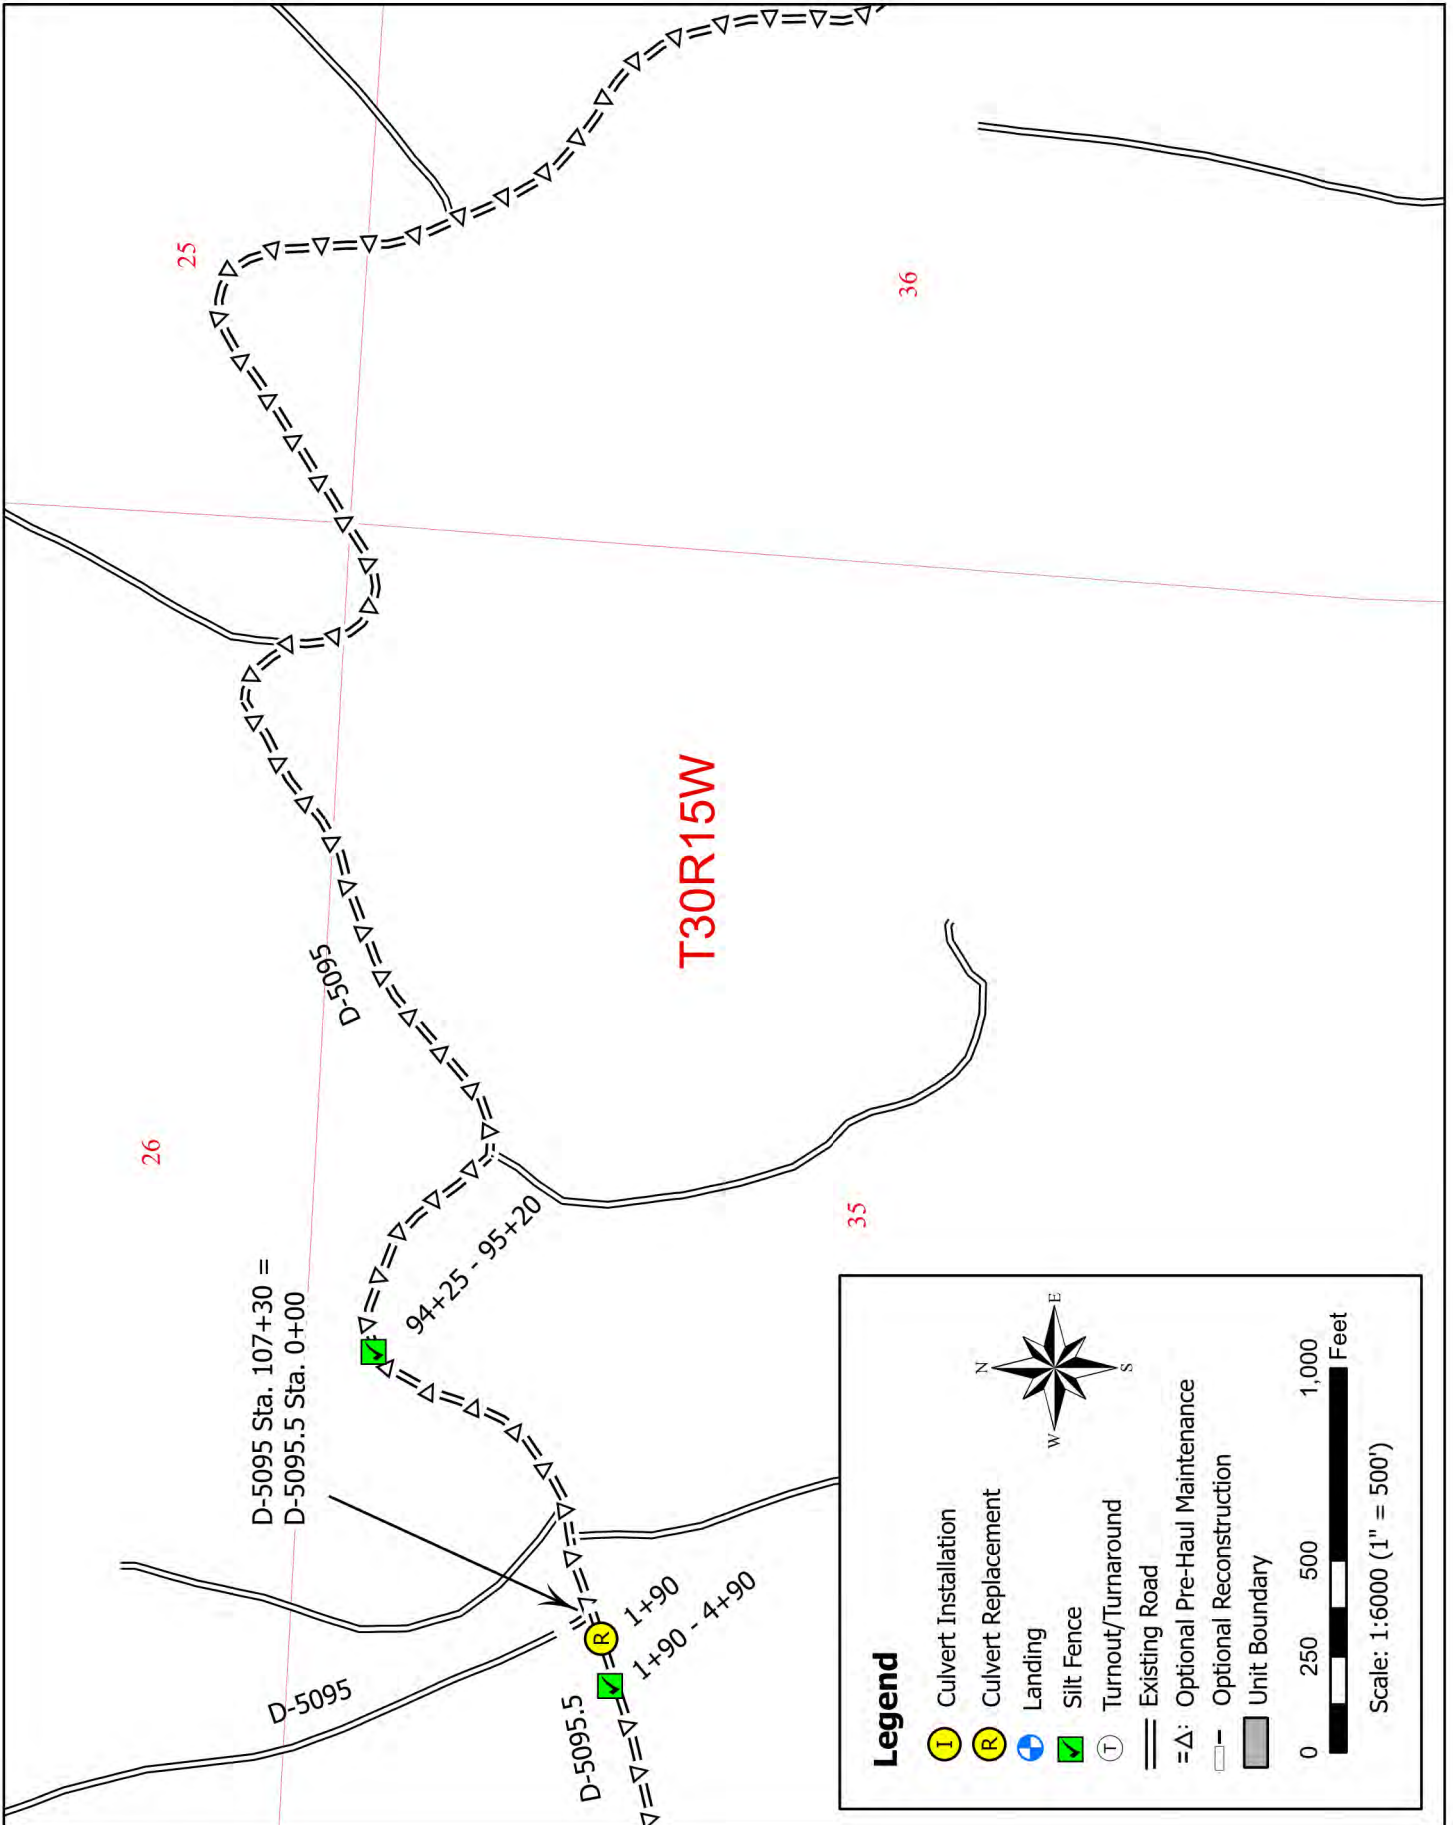 25
36
26
35
T30R15W
D-5095
94+25 - 95+20
D-5095 Sta. 107+30 =
D-5095.5 Sta. 0+00
D-5095
1+90
1+90 - 4+90
D-5095.5
Legend
I Culvert Installation
R Culvert Replacement
Landing
Silt Fence
T Turnout/Turnaround
Existing Road
Optional Pre-Haul Maintenance
Optional Reconstruction
Unit Boundary
N
W E
S
0 250 500 1,000
Feet
Scale: 1:6000 (1" = 500')